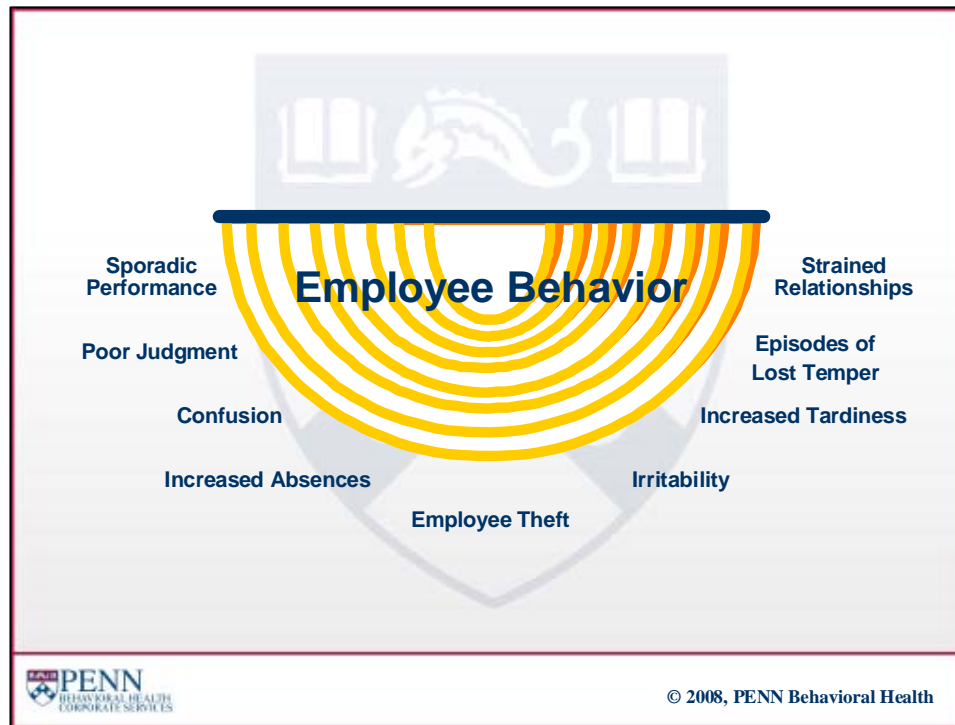 Employee Behavior
Sporadic
Performance
Poor Judgment
Confusion
Increased Absences
Employee Theft
Irritability
Increased Tardiness
Episodes of
Lost Temper
Strained
Relationships
PENN
BEHAVIORAL HEALTH
CORPORATE SERVICES
© 2008, PENN Behavioral Health